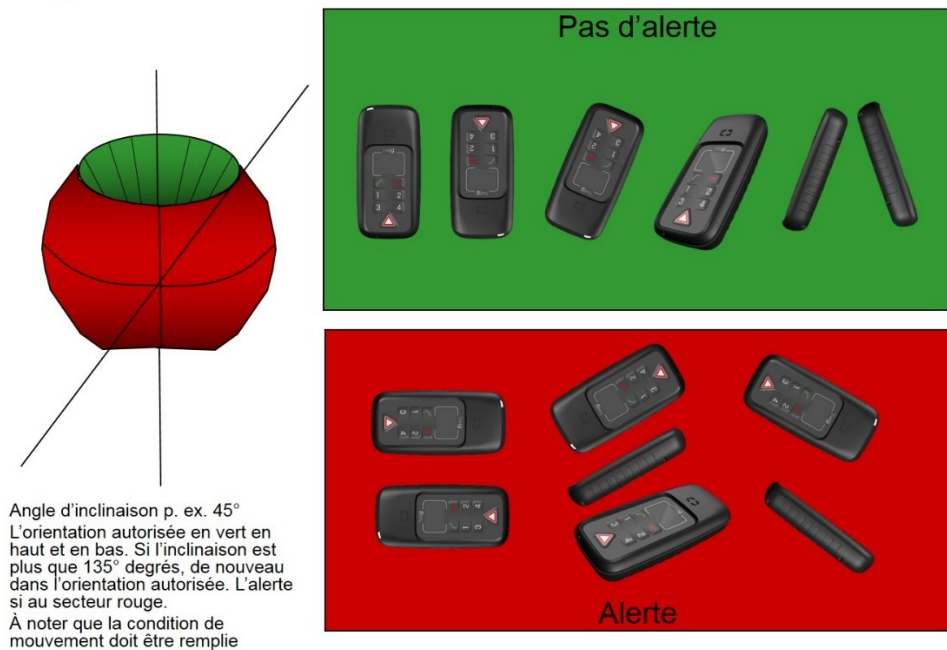 Pas d'alerte
Angle d'inclinaison p. ex. 45°
L'orientation autorisée en vert en
haut et en bas. Si l'inclinaison est
plus que 135° degrés, de nouveau
dans l'orientation autorisée. L'alerte
si au secteur rouge.
À noter que la condition de
mouvement doit être remplie
Alerte